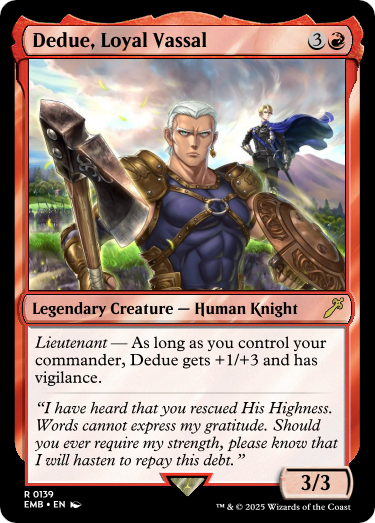 Dedue, Loyal Vassal 3
Legendary Creature — Human Knight
Lieutenant — As long as you control your
commander, Dedue gets +1/+3 and has
vigilance.
“I have heard that you rescued His Highness.
Words cannot express my gratitude. Should
you ever require my strength, please know that
I will hasten to repay this debt.”
3/3
R 0139
EMB • EN
™ & © 2025 Wizards of the Coast